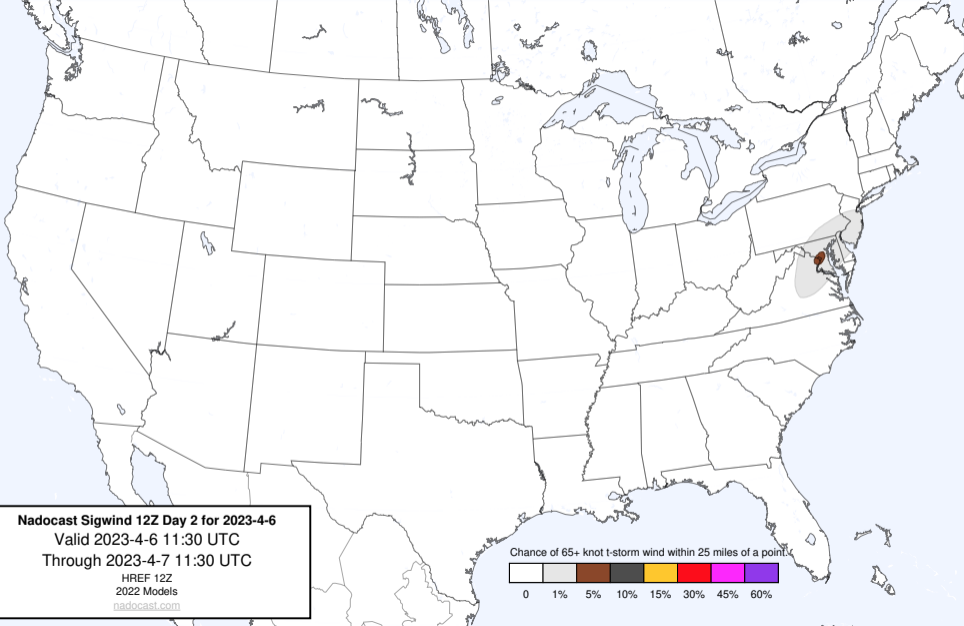 Nadocast Sigwind 12Z Day 2 for 2023-4-6
Valid 2023-4-6 11:30 UTC
Through 2023-4-7 11:30 UTC
HREF 12Z
2022 Models
nadocast.com
Chance of 65+ knot t-storm wind within 25 miles of a point.
0 1% 5% 10% 15% 30% 45% 60%